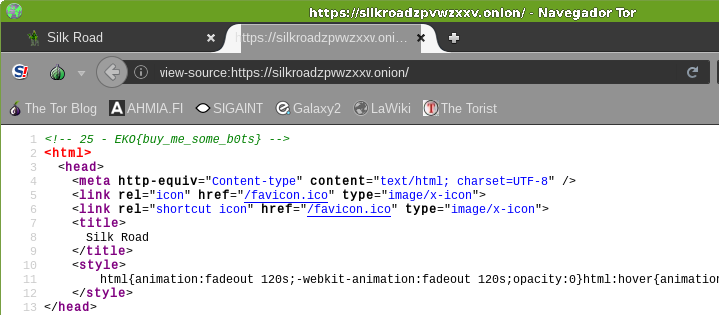 https://silkroadzpvwzxxv.onion/ - Navegador Tor
Silk Road × https://silkroadzpvwzxxv.oni... ×
view-source:https://silkroadzpvwzxxv.onion/
The Tor Blog AHMIA.FI SIGAINT Galaxy2 LaWiki The Torist
1 <!-- 25 - EKO{buy_me_some_b0ts} -->
2 <html>
3 <head>
4 <meta http-equiv="Content-type" content="text/html; charset=UTF-8" />
5 <link rel="icon" href="/favicon.ico" type="image/x-icon">
6 <link rel="shortcut icon" href="/favicon.ico" type="image/x-icon">
7 <title>
8 Silk Road
9 </title>
10 <style>
11 html{animation:fadeout 120s;-webkit-animation:fadeout 120s;opacity:0}html:hover{animation
12 </style>
13 </head>